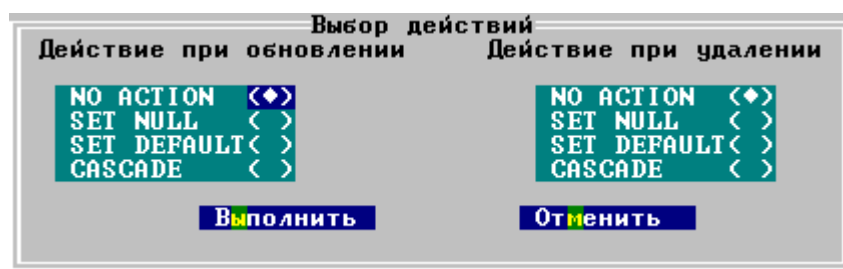 Выбор действий
Действие при обновлении Действие при удалении
NO ACTION (♦) NO ACTION (♦)
SET NULL ( ) SET NULL ( )
SET DEFAULT( ) SET DEFAULT( )
CASCADE ( ) CASCADE ( )
Выполнить Отменить